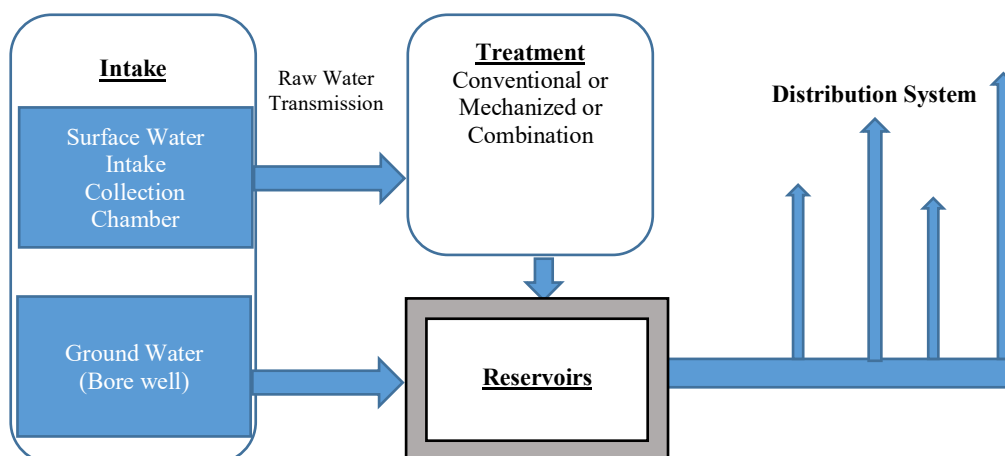 Intake
Surface Water
Intake
Collection
Chamber
Ground Water
(Bore well)
Raw Water
Transmission
Treatment
Conventional or
Mechanized or
Combination
Reservoirs
Distribution System